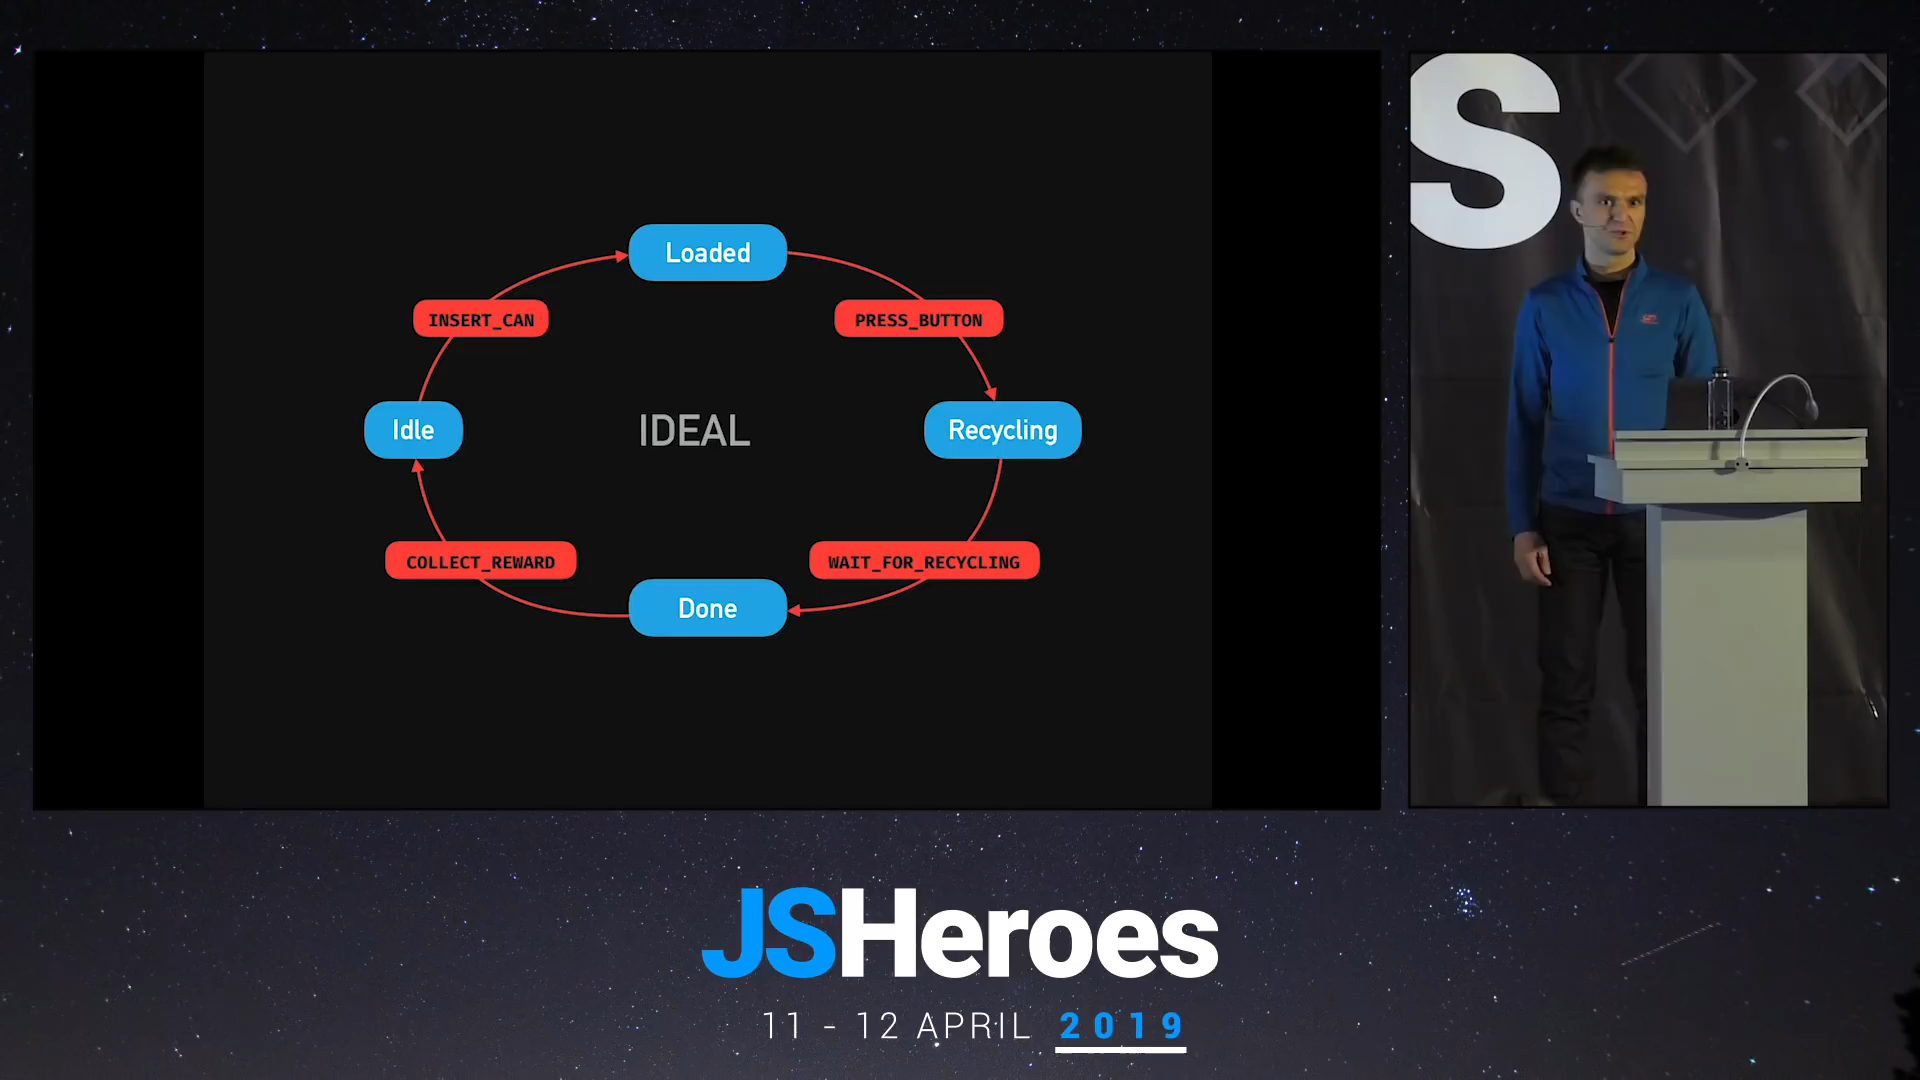 Loaded
INSERT_CAN
PRESS_BUTTON
Idle
IDEAL
Recycling
COLLECT_REWARD
WAIT_FOR_RECYCLING
Done
S
JSHeroes
11 - 12 APRIL 2019